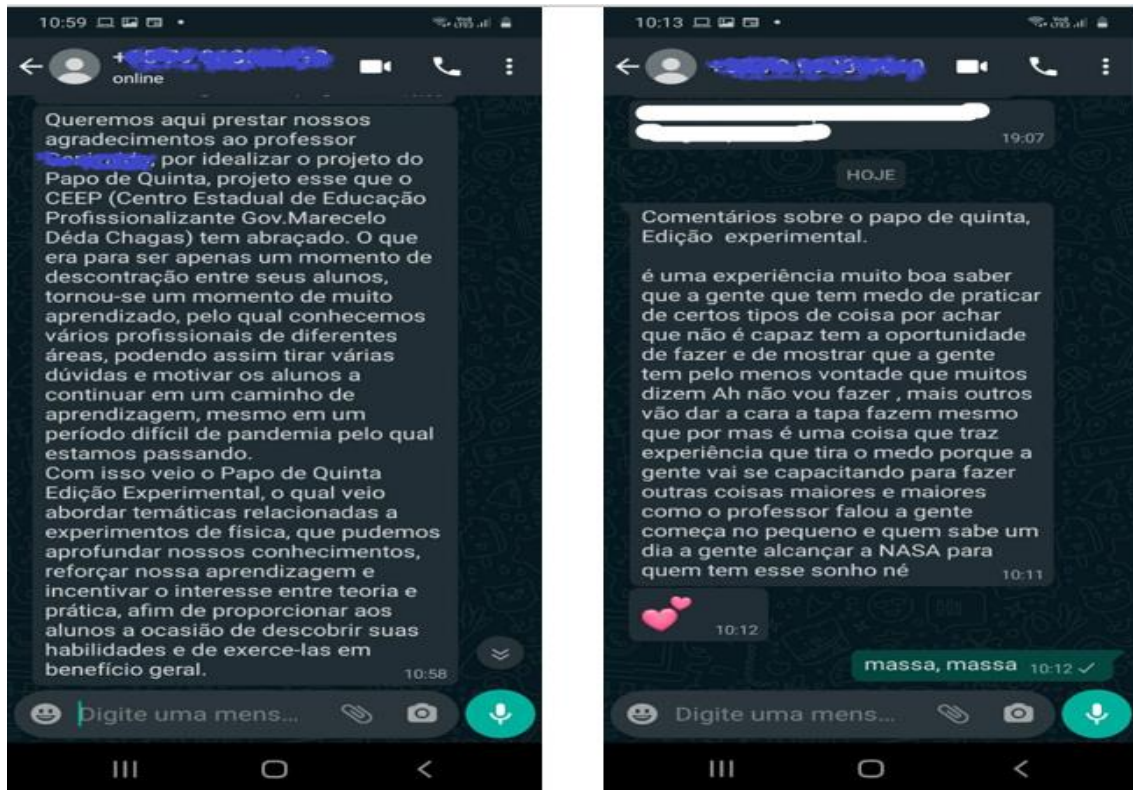 10:59
online
Queremos aqui prestar nossos
agradecimentos ao professor
, por idealizar o projeto do
Papo de Quinta, projeto esse que o
CEEP (Centro Estadual de Educação
Profissionalizante Gov.Marecelo
Déda Chagas) tem abraçado. O que
era para ser apenas um momento de
descontração entre seus alunos,
tornou-se um momento de muito
aprendizado, pelo qual conhecemos
vários profissionais de diferentes
áreas, podendo assim tirar várias
dúvidas e motivar os alunos a
continuar em um caminho de
aprendizagem, mesmo em um
período difícil de pandemia pelo qual
estamos passando.
Com isso veio o Papo de Quinta
Edição Experimental, o qual veio
abordar temáticas relacionadas a
experimentos de física, que pudemos
aprofundar nossos conhecimentos,
reforçar nossa aprendizagem e
incentivar o interesse entre teoria e
prática, afim de proporcionar aos
alunos a ocasião de descobrir suas
habilidades e de exerce-las em
benefício geral.
10:58
Digite uma mens...
10:13
19:07
HOJE
Comentários sobre o papo de quinta,
Edição experimental.
é uma experiência muito boa saber
que a gente que tem medo de praticar
de certos tipos de coisa por achar
que não é capaz tem a oportunidade
de fazer e de mostrar que a gente
tem pelo menos vontade que muitos
dizem Ah não vou fazer , mais outros
vão dar a cara a tapa fazem mesmo
que por mas é uma coisa que traz
experiência que tira o medo porque a
gente vai se capacitando para fazer
outras coisas maiores e maiores
como o professor falou a gente
começa no pequeno e quem sabe um
dia a gente alcançar a NASA para
quem tem esse sonho né
10:11
10:12
massa, massa 10:12
Digite uma mens...